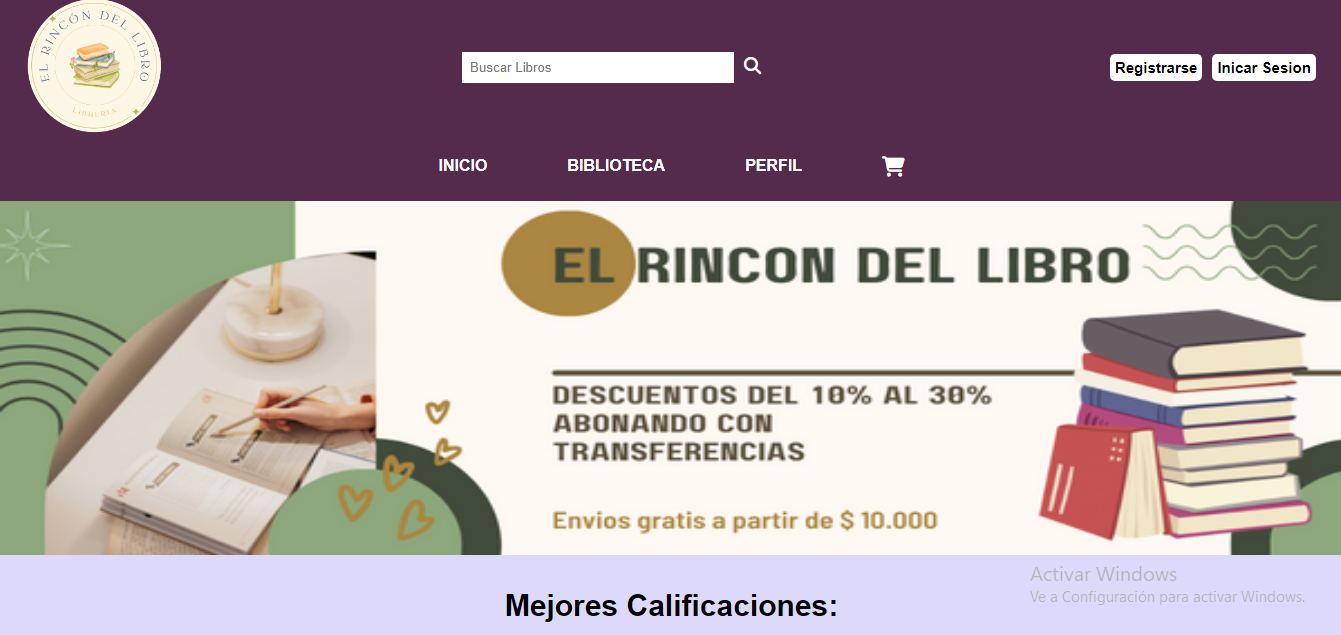 EL RINCÓN DEL LIBRO
LIBRURIA
Buscar Libros
Registrarse
Inicar Sesion
INICIO
BIBLIOTECA
PERFIL
EL RINCON DEL LIBRO
DESCUENTOS DEL 10% AL 30%
ABONANDO CON
TRANSFERENCIAS
Envios gratis a partir de $ 10.000
Mejores Calificaciones:
Activar Windows
Ve a Configuración para activar Windows.